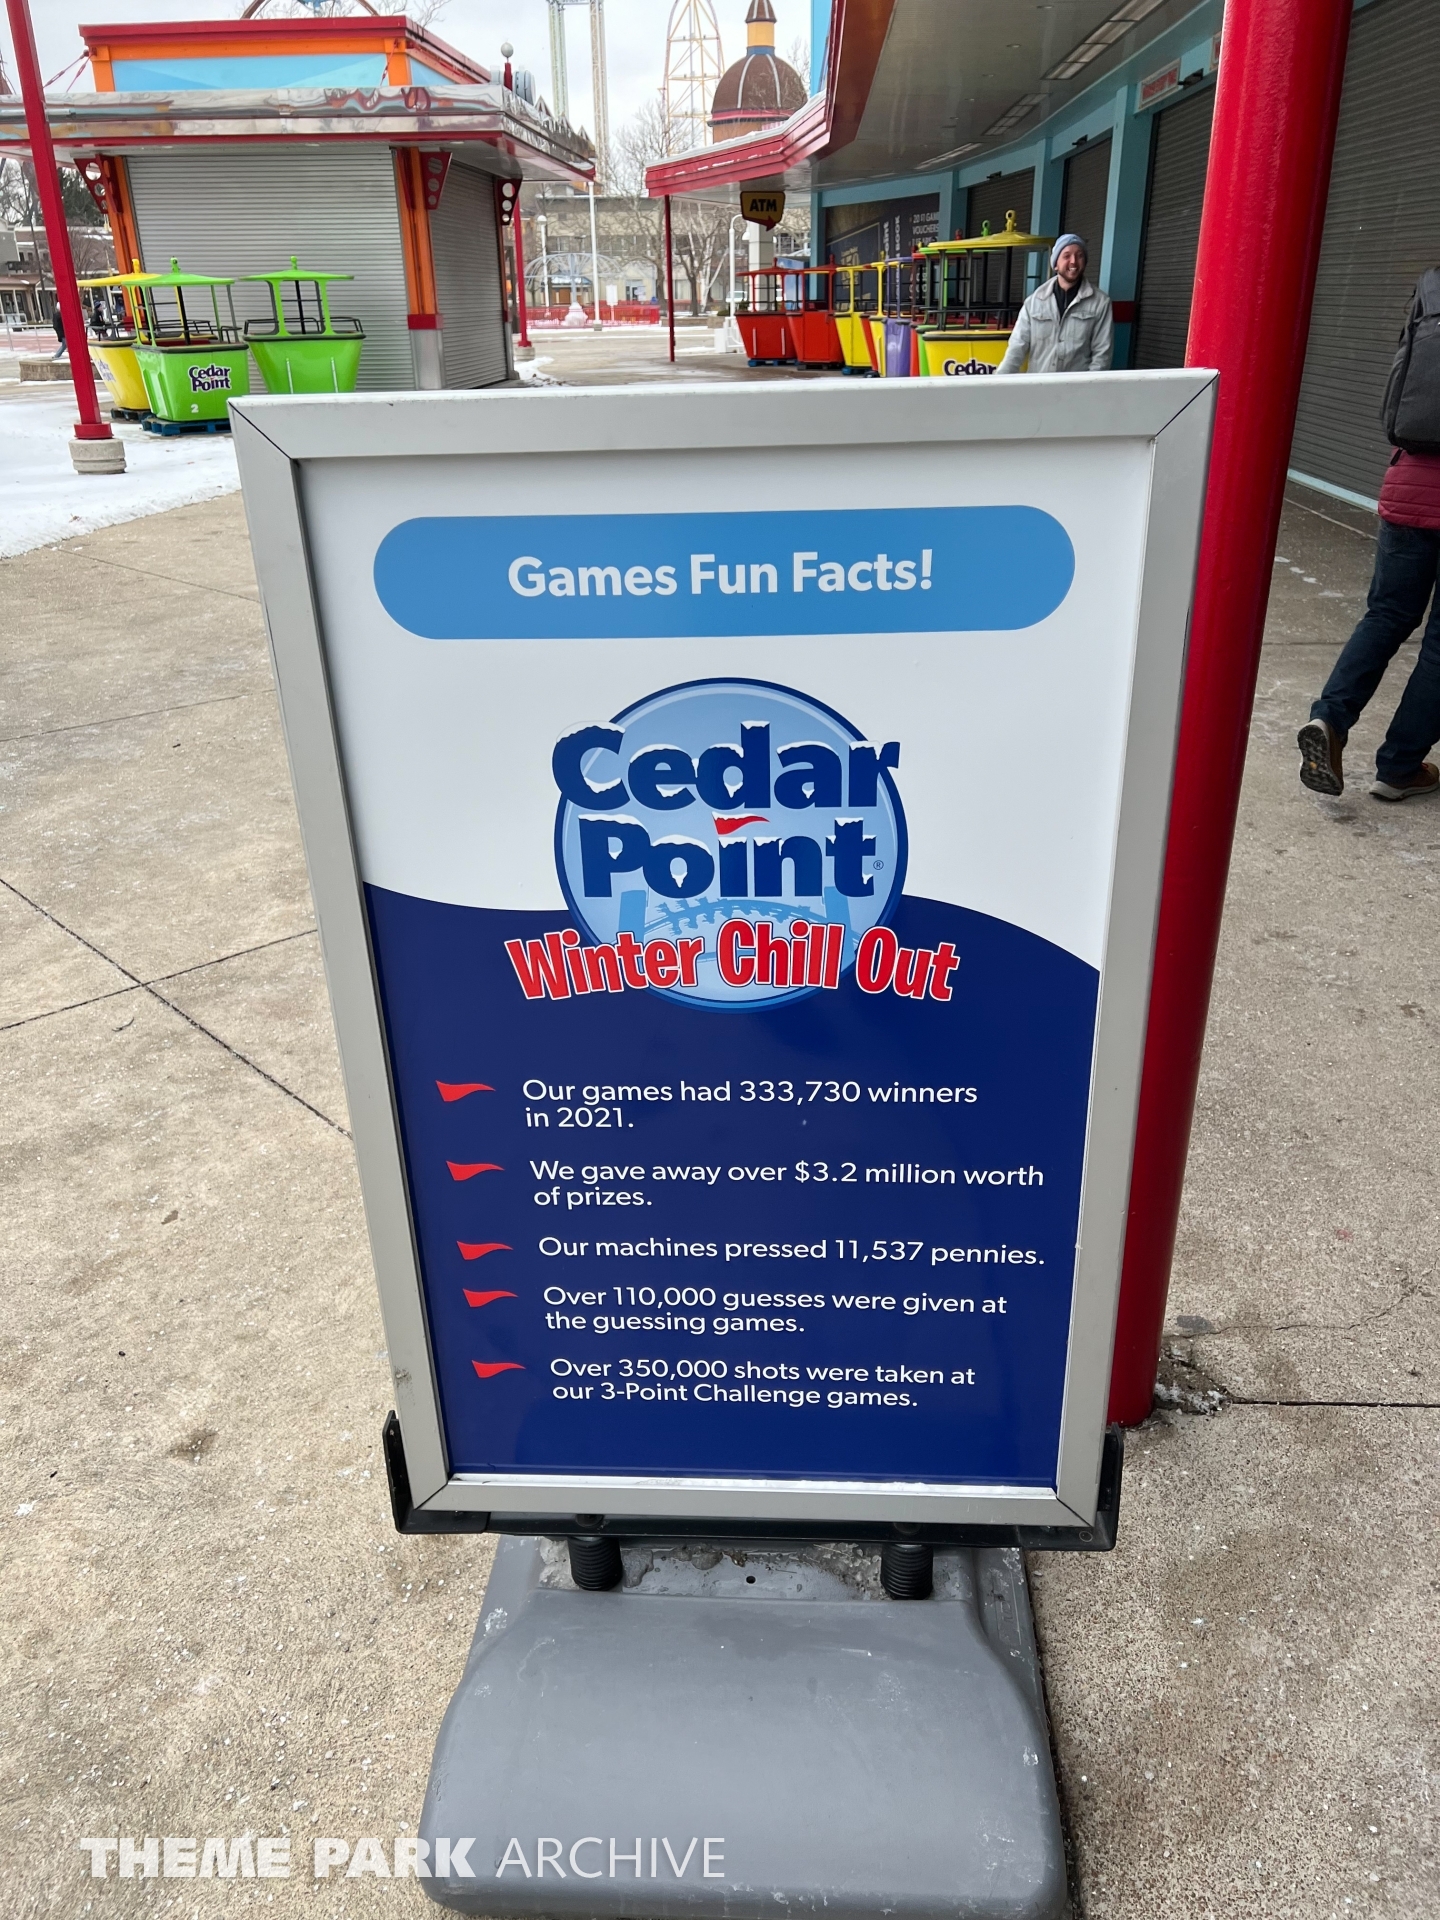 ATM
Cedar
Point
2
Cedar
Games Fun Facts!
Cedar
Point®
Winter Chill Out
Our games had 333,730 winners
in 2021.
We gave away over $3.2 million worth
of prizes.
Our machines pressed 11,537 pennies.
Over 110,000 guesses were given at
the guessing games.
Over 350,000 shots were taken at
our 3-Point Challenge games.
THEME PARK ARCHIVE